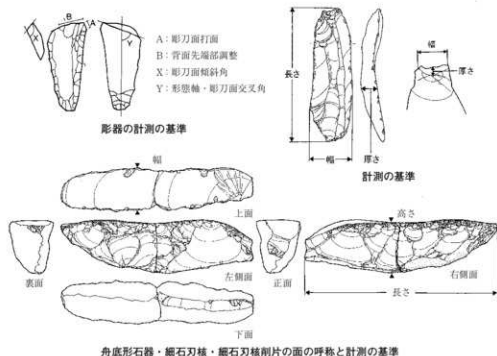 B
A
X
Y
A：彫刀面打面
B：背面先端部調整
X：彫刀面傾斜角
Y：形態軸・彫刀面交叉角
彫器の計測の基準
長さ
幅
厚さ
幅
厚さ
計測の基準
幅
上面
高さ
裏面
左側面
正面
右側面
長さ
下面
舟底形石器・細石刃核・細石刃核削片の面の呼称と計測の基準